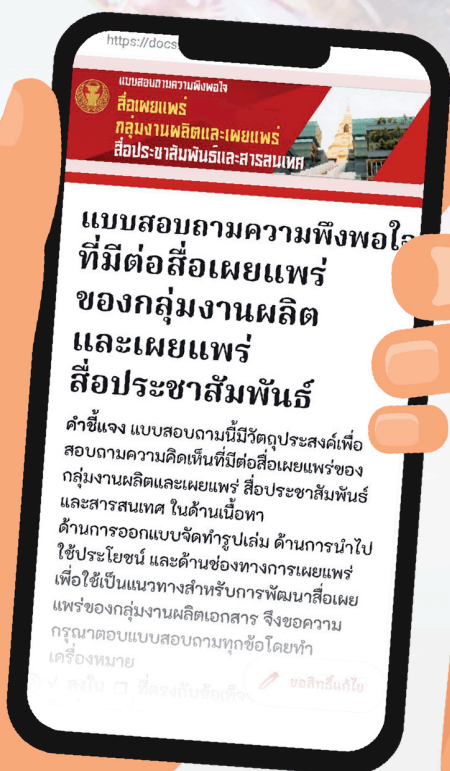 https://docs
แบบสอบถามความพึงพอใจ
สื่อเผยแพร่
กลุ่มงานผลิตและเผยแพร่
สื่อประชาสัมพันธ์และสารสนเทศ
แบบสอบถามความพึงพอใจ
ที่มีต่อสื่อเผยแพร่
ของกลุ่มงานผลิต
และเผยแพร่
สื่อประชาสัมพันธ์
คำชี้แจง แบบสอบถามนี้มีวัตถุประสงค์เพื่อ
สอบถามความคิดเห็นที่มีต่อสื่อเผยแพร่ของ
กลุ่มงานผลิตและเผยแพร่ สื่อประชาสัมพันธ์
และสารสนเทศ ในด้านเนื้อหา
ด้านการออกแบบจัดทำรูปเล่ม ด้านการนำไป
ใช้ประโยชน์ และด้านช่องทางการเผยแพร่
เพื่อใช้เป็นแนวทางสำหรับการพัฒนาสื่อเผย
แพร่ของกลุ่มงานผลิตเอกสาร จึงขอความ
กรุณาตอบแบบสอบถามทุกข้อโดยทำ
เครื่องหมาย
✓ ลงใน □ ที่ตรงกับข้อเท็จ
ขอสิทธิ์แก้ไข